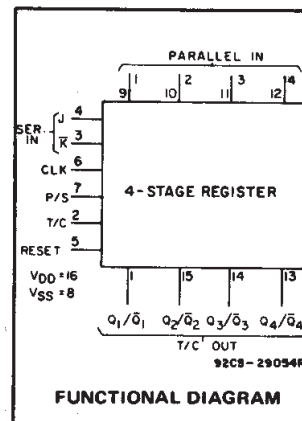 PARALLEL IN
1 2 3 4
9 10 11 12
4
J
SER. IN
3
K̅
6
CLK
7
P/S
4-STAGE REGISTER
2
T/C
5
RESET
VDD =16
VSS = 8
1 15 14 13
Q1/Q̅1 Q2/Q̅2 Q3/Q̅3 Q4/Q̅4
T/C OUT
92CS-29054R
FUNCTIONAL DIAGRAM